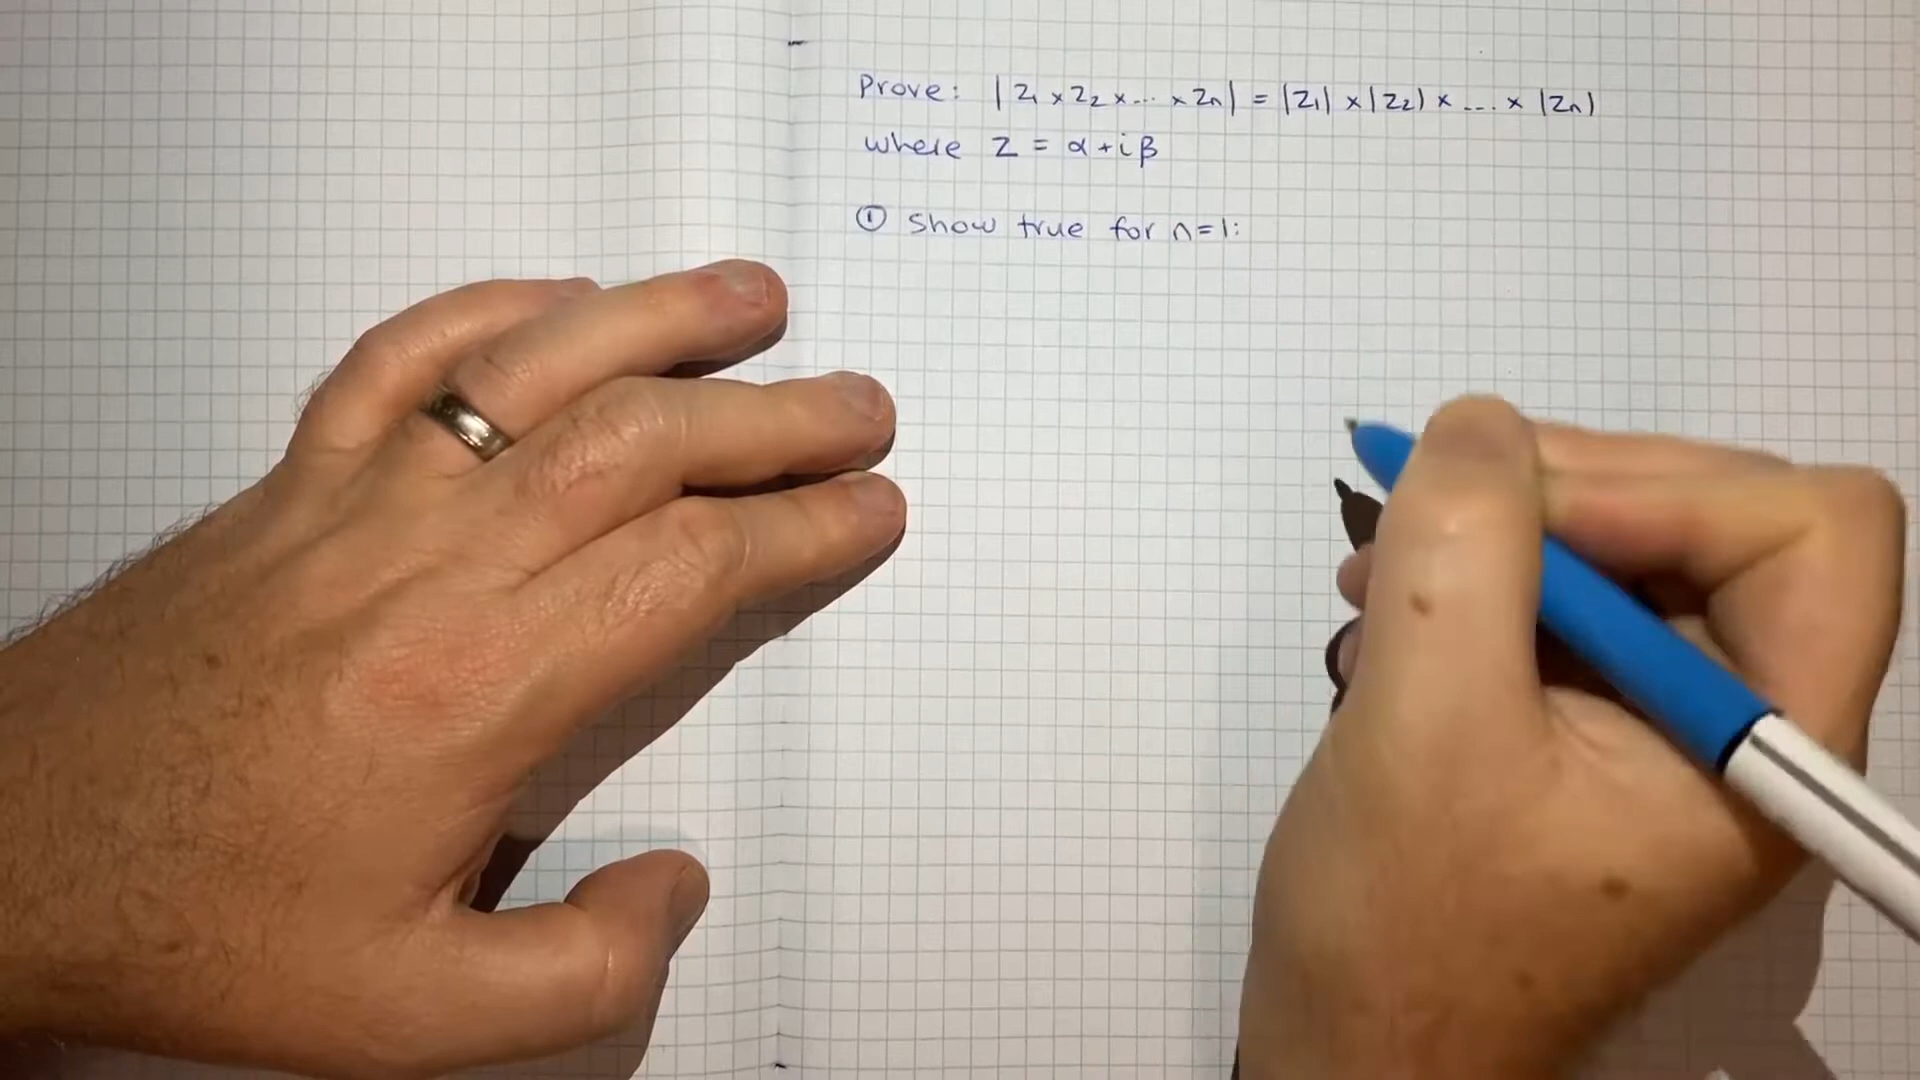 Prove: |z₁ × z₂ × ... × zₙ| = |z₁| × |z₂| × ... × |zₙ|
where z = α + iβ
① Show true for n=1: